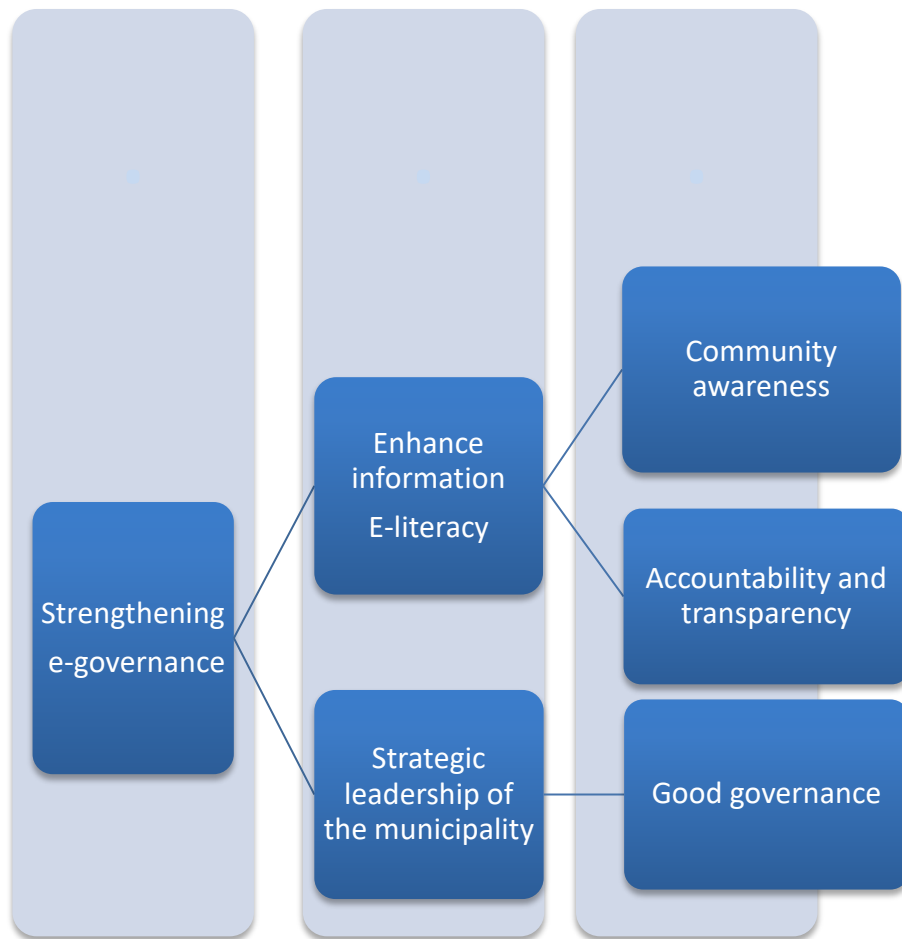 Strengthening
e-governance
Enhance
information
E-literacy
Strategic
leadership of
the municipality
Community
awareness
Accountability and
transparency
Good governance